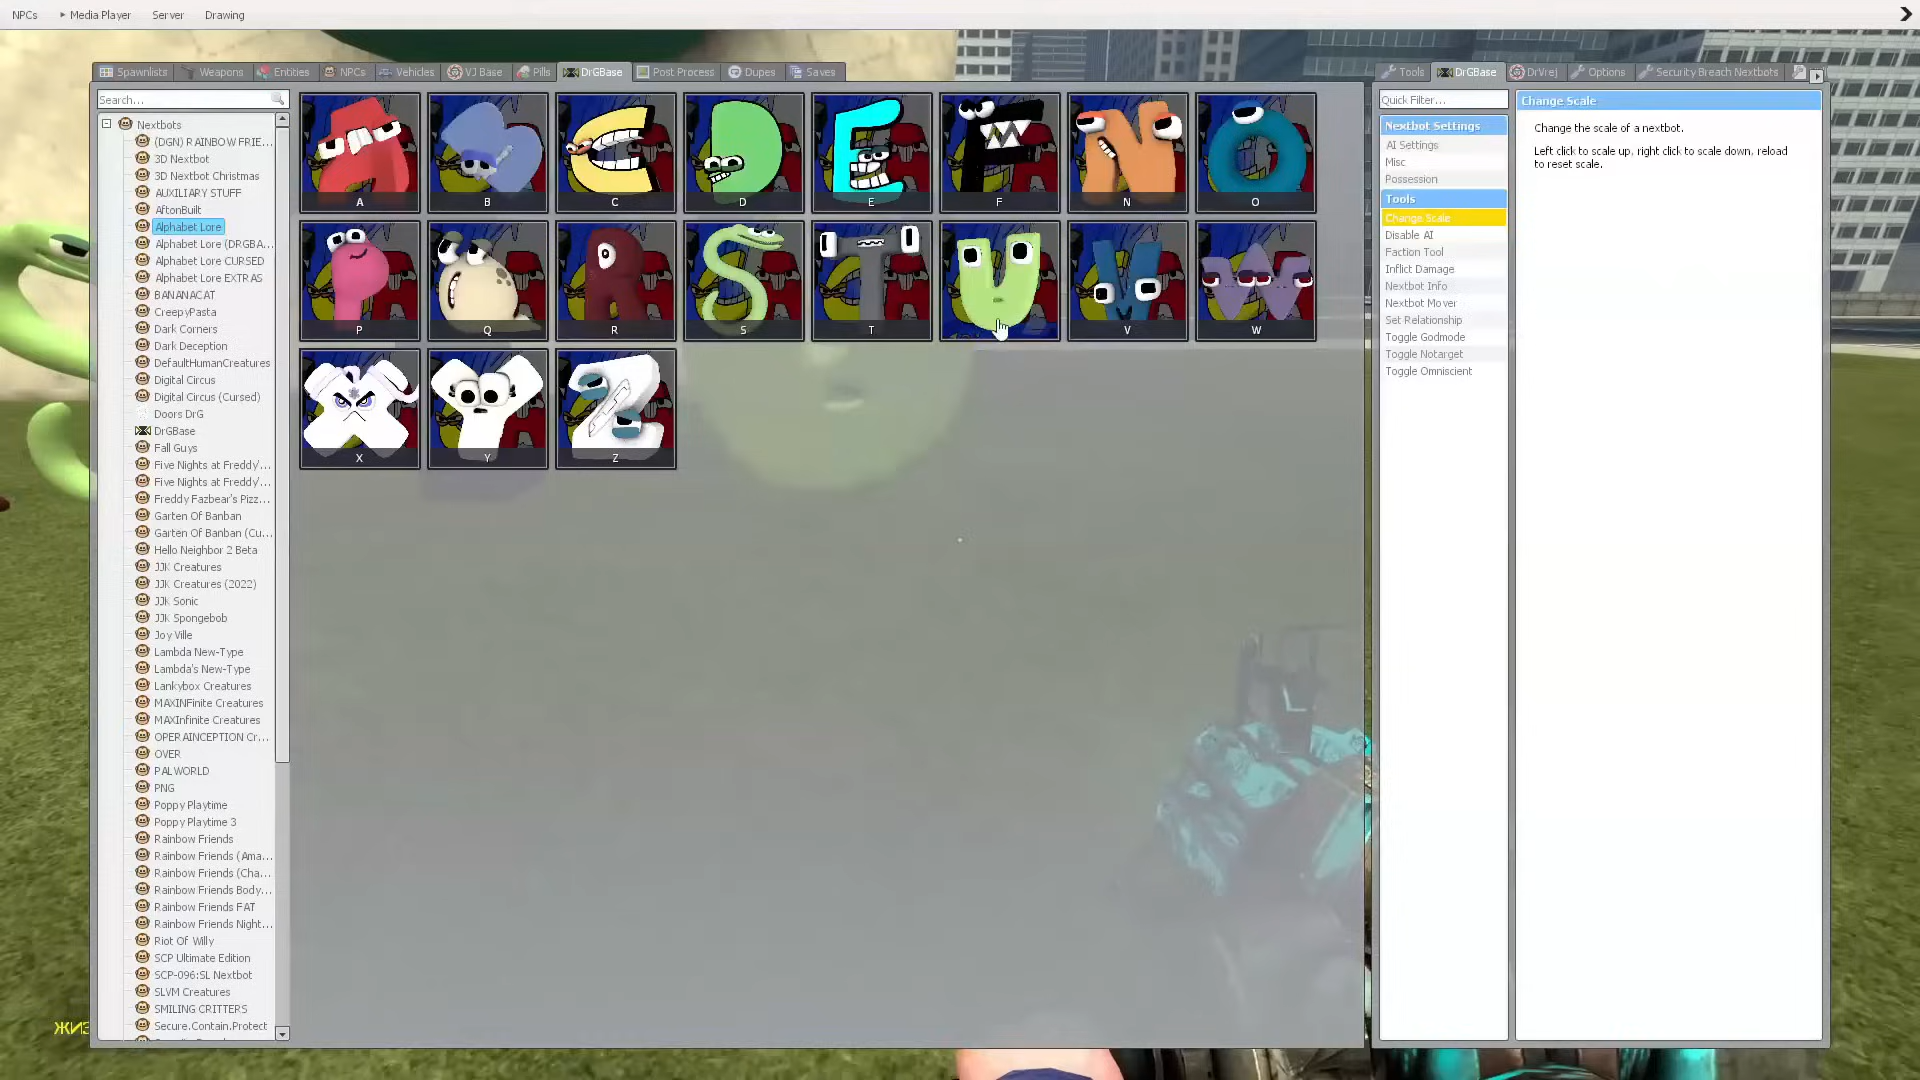 NPCs
Media Player
Server
Drawing
Spawnlists
Weapons
Entities
NPCs
Vehicles
VJ Base
Pills
DrGBase
Post Process
Dupes
Saves
Tools
DrGBase
DrVrej
Options
Security Breach Nextbots
Search...
Nextbots
(DGN) RAINBOW FRIE...
3D Nextbot
3D Nextbot Christmas
AUXILIARY STUFF
AftonBuilt
Alphabet Lore
Alphabet Lore (DRGBA...
Alphabet Lore CURSED
Alphabet Lore EXTRAS
BANANACAT
CreepyPasta
Dark Corners
Dark Deception
DefaultHumanCreatures
Digital Circus
Digital Circus (Cursed)
Doors DrG
DrGBase
Fall Guys
Five Nights at Freddy'...
Five Nights at Freddy'...
Freddy Fazbear's Pizz...
Garten Of Banban
Garten Of Banban (Cu...
Hello Neighbor 2 Beta
JJK Creatures
JJK Creatures (2022)
JJK Sonic
JJK Spongebob
Joy Ville
Lambda New-Type
Lambda's New-Type
Lankybox Creatures
MAXINFinite Creatures
MAXInfinite Creatures
OPERAINCEPTION Cr...
OVER
PALWORLD
PNG
Poppy Playtime
Poppy Playtime 3
Rainbow Friends
Rainbow Friends (Ama...
Rainbow Friends (Cha...
Rainbow Friends Body...
Rainbow Friends FAT
Rainbow Friends Night...
Riot Of Willy
SCP Ultimate Edition
SCP-096:SL Nextbot
SLVM Creatures
SMILING CRITTERS
Secure.Contain.Protect
A
B
C
D
E
F
N
O
P
Q
R
S
T
U
V
W
X
Y
Z
Quick Filter...
Nextbot Settings
AI Settings
Misc
Possession
Tools
Change Scale
Disable AI
Faction Tool
Inflict Damage
Nextbot Info
Nextbot Mover
Set Relationship
Toggle Godmode
Toggle Notarget
Toggle Omniscient
Change Scale
Change the scale of a nextbot.
Left click to scale up, right click to scale down, reload
to reset scale.